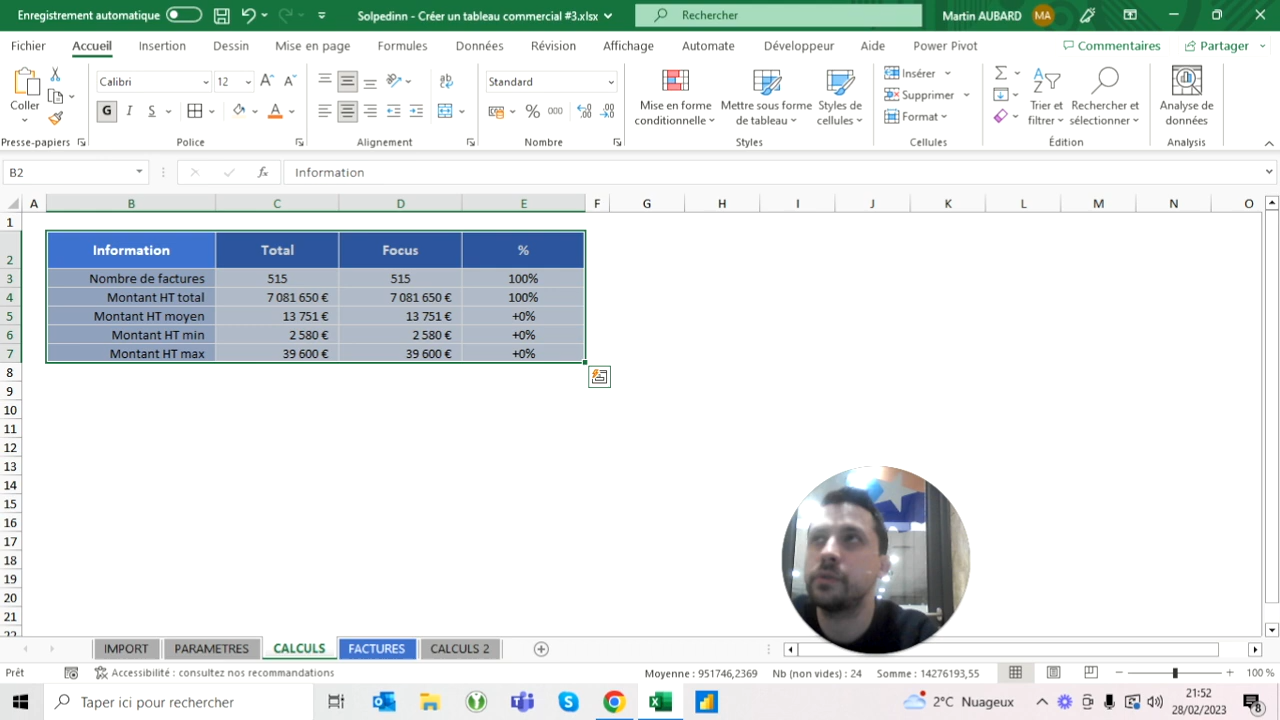 Enregistrement automatique
Solpedinn - Créer un tableau commercial #3.xlsx
Rechercher
Martin AUBARD
MA
Fichier
Accueil
Insertion
Dessin
Mise en page
Formules
Données
Révision
Affichage
Automate
Développeur
Aide
Power Pivot
Commentaires
Partager
Coller
Presse-papiers
Calibri
12
G I S
Police
Alignement
Standard
% 000
Nombre
Mise en forme
conditionnelle
Mettre sous forme
de tableau
Styles de
cellules
Styles
Insérer
Supprimer
Format
Cellules
Trier et
filtrer
Rechercher et
sélectionner
Édition
Analyse de
données
Analysis
B2
fx
Information
A B C D E F G H I J K L M N O
1
2 Information Total Focus %
3 Nombre de factures 515 515 100%
4 Montant HT total 7 081 650 € 7 081 650 € 100%
5 Montant HT moyen 13 751 € 13 751 € +0%
6 Montant HT min 2 580 € 2 580 € +0%
7 Montant HT max 39 600 € 39 600 € +0%
8
9
10
11
12
13
14
15
16
17
18
19
20
21
22
IMPORT
PARAMETRES
CALCULS
FACTURES
CALCULS 2
Prêt
Accessibilité : consultez nos recommandations
Moyenne : 951746,2369
Nb (non vides) : 24
Somme : 14276193,55
100 %
Taper ici pour rechercher
2°C Nuageux
21:52
28/02/2023
8